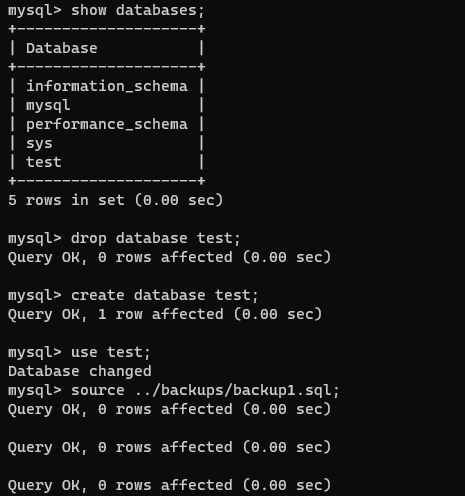 mysql> show databases;
+--------------------+
| Database           |
+--------------------+
| information_schema |
| mysql              |
| performance_schema |
| sys                |
| test               |
+--------------------+
5 rows in set (0.00 sec)

mysql> drop database test;
Query OK, 0 rows affected (0.00 sec)

mysql> create database test;
Query OK, 1 row affected (0.00 sec)

mysql> use test;
Database changed
mysql> source ../backups/backup1.sql;
Query OK, 0 rows affected (0.00 sec)

Query OK, 0 rows affected (0.00 sec)

Query OK, 0 rows affected (0.00 sec)